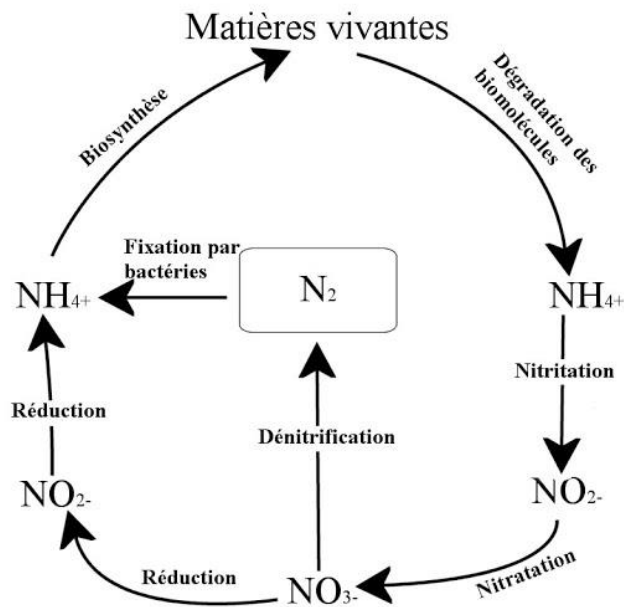 Matières vivantes
Biosynthèse
Dégradation des
biomolécules
Fixation par
bactéries
N₂
NH₄₊
NH₄₊
Nitritation
Réduction
Dénitrification
NO₂₋
NO₂₋
Réduction
NO₃₋
Nitratation